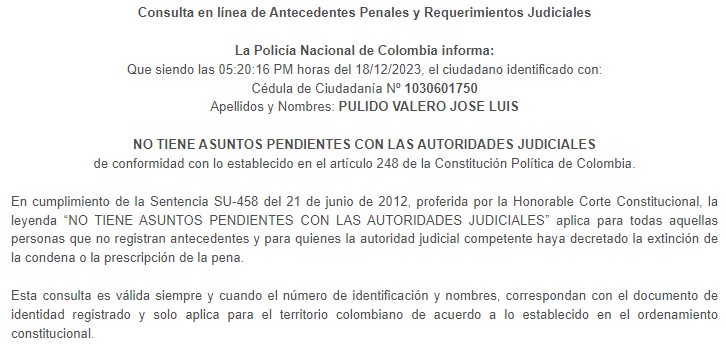 Consulta en línea de Antecedentes Penales y Requerimientos Judiciales
La Policía Nacional de Colombia informa:
Que siendo las 05:20:16 PM horas del 18/12/2023, el ciudadano identificado con:
Cédula de Ciudadanía Nº 1030601750
Apellidos y Nombres: PULIDO VALERO JOSE LUIS
NO TIENE ASUNTOS PENDIENTES CON LAS AUTORIDADES JUDICIALES
de conformidad con lo establecido en el artículo 248 de la Constitución Política de Colombia.
En cumplimiento de la Sentencia SU-458 del 21 de junio de 2012, proferida por la Honorable Corte Constitucional, la
leyenda “NO TIENE ASUNTOS PENDIENTES CON LAS AUTORIDADES JUDICIALES” aplica para todas aquellas
personas que no registran antecedentes y para quienes la autoridad judicial competente haya decretado la extinción de
la condena o la prescripción de la pena.
Esta consulta es válida siempre y cuando el número de identificación y nombres, correspondan con el documento de
identidad registrado y solo aplica para el territorio colombiano de acuerdo a lo establecido en el ordenamiento
constitucional.